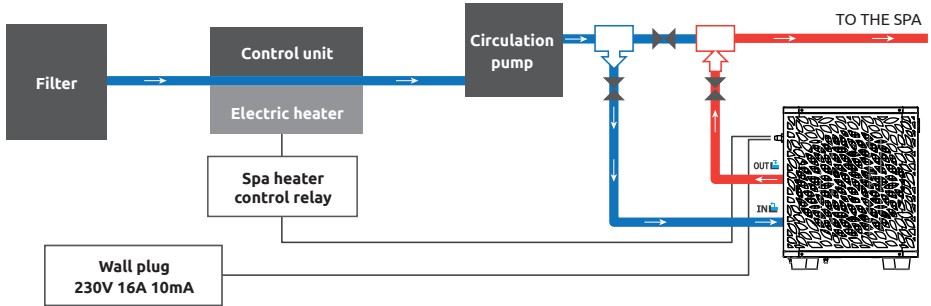 Filter
Control unit
Electric heater
Circulation
pump
TO THE SPA
Spa heater
control relay
OUT
IN
Wall plug
230V 16A 10mA